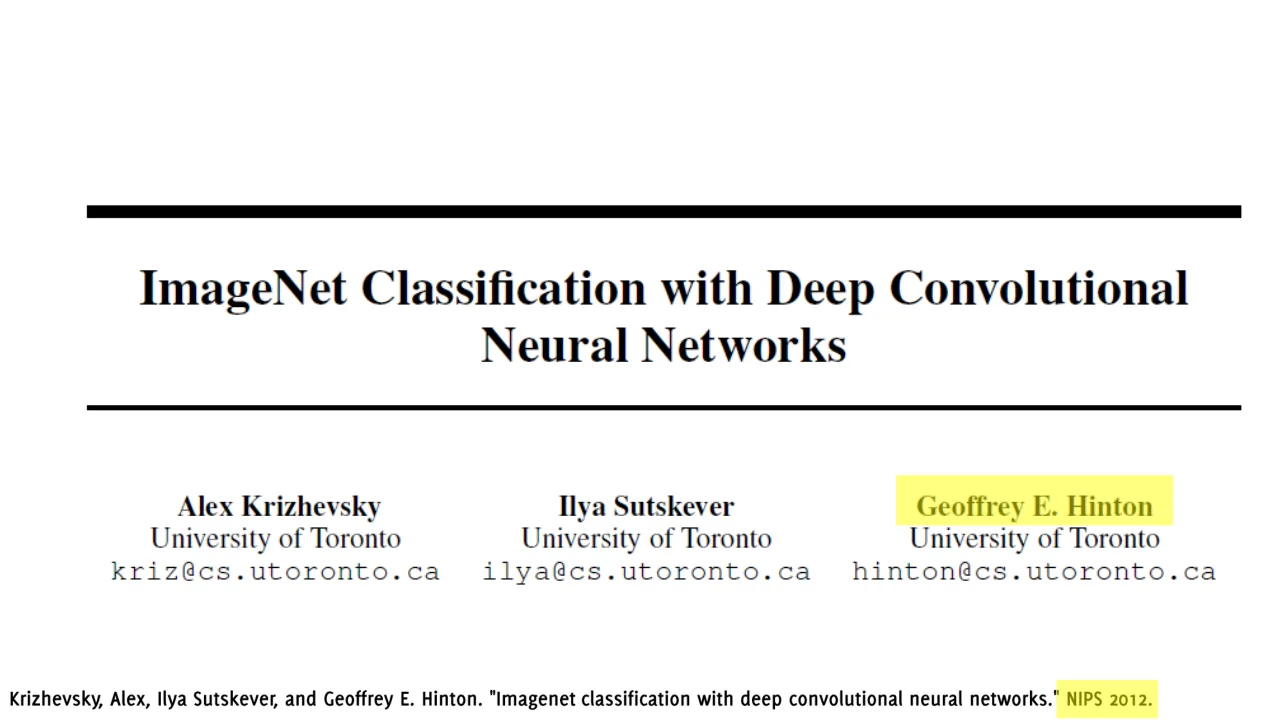 ImageNet Classification with Deep Convolutional
Neural Networks
Alex Krizhevsky
University of Toronto
kriz@cs.utoronto.ca
Ilya Sutskever
University of Toronto
ilya@cs.utoronto.ca
Geoffrey E. Hinton
University of Toronto
hinton@cs.utoronto.ca
Krizhevsky, Alex, Ilya Sutskever, and Geoffrey E. Hinton. "Imagenet classification with deep convolutional neural networks." NIPS 2012.